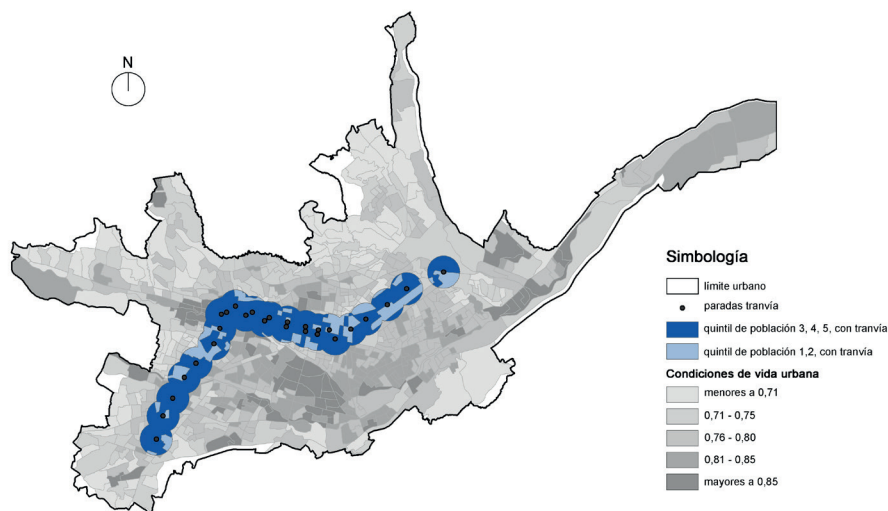 N
Simbología
límite urbano
paradas tranvía
quintil de población 3, 4, 5, con tranvía
quintil de población 1,2, con tranvía
Condiciones de vida urbana
menores a 0,71
0,71 - 0,75
0,76 - 0,80
0,81 - 0,85
mayores a 0,85